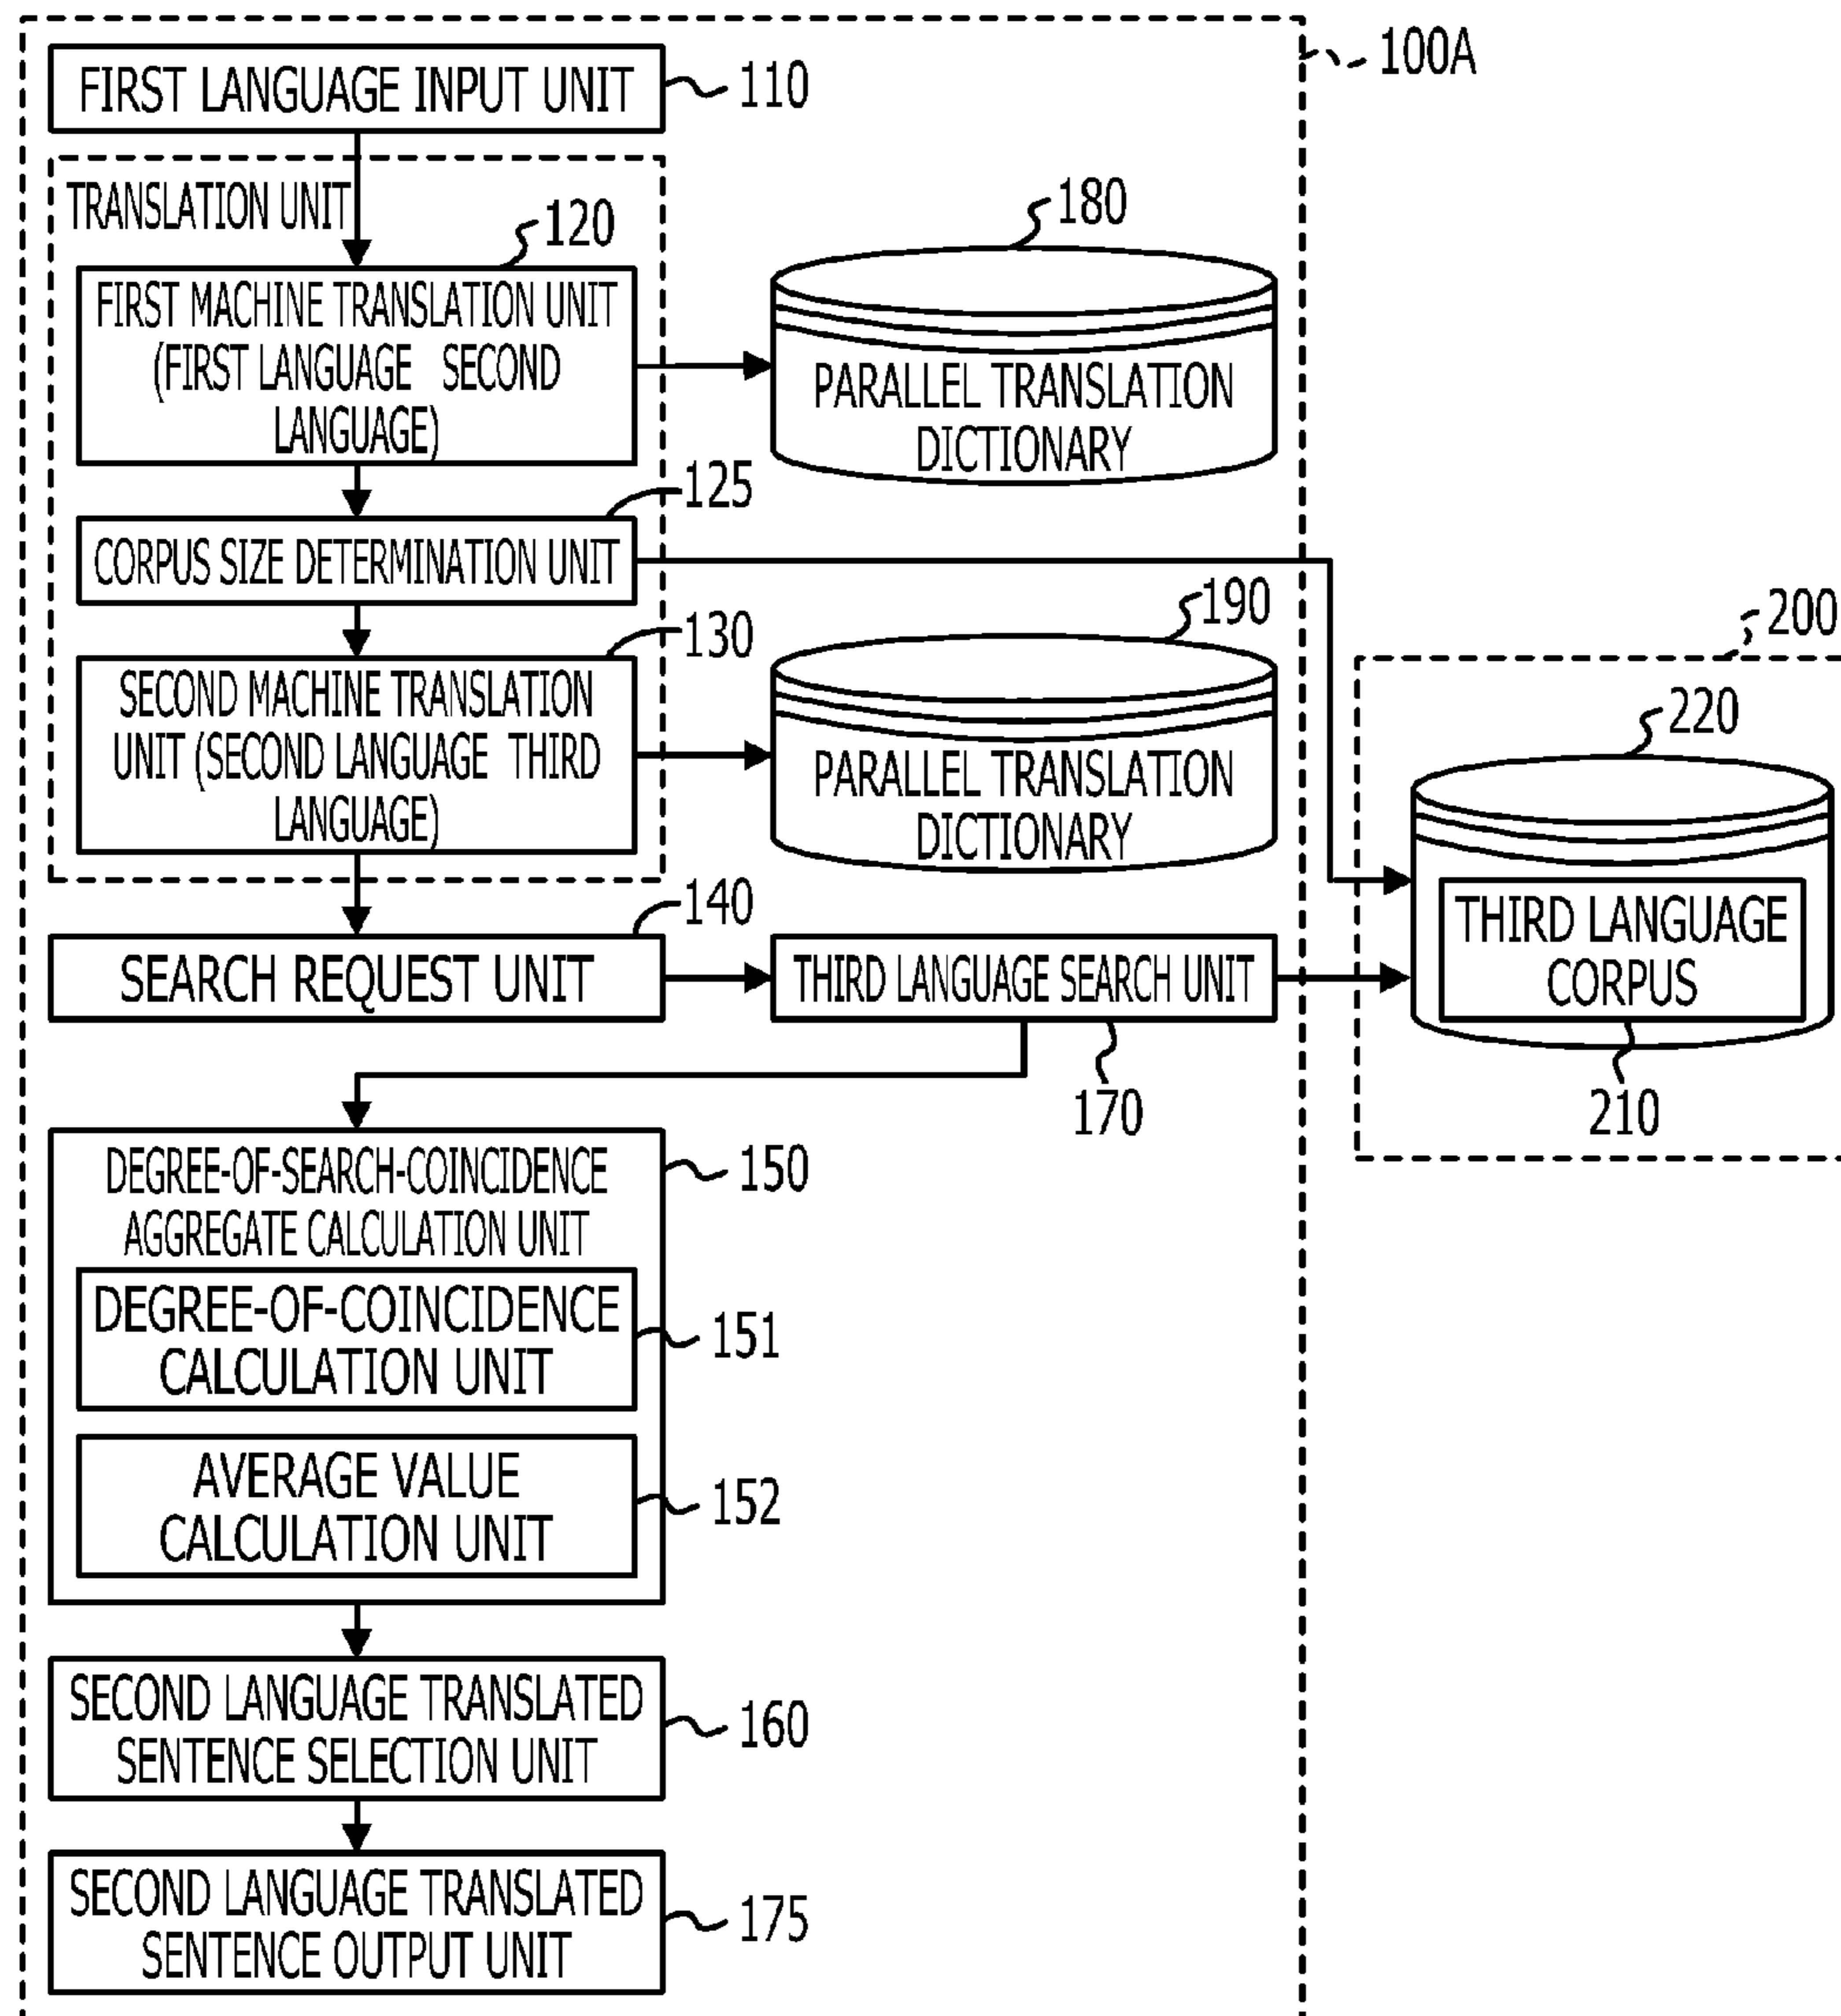 100A
FIRST LANGUAGE INPUT UNIT
110
TRANSLATION UNIT
120
180
FIRST MACHINE TRANSLATION UNIT
(FIRST LANGUAGE SECOND
LANGUAGE)
PARALLEL TRANSLATION
DICTIONARY
125
CORPUS SIZE DETERMINATION UNIT
130
190
200
SECOND MACHINE TRANSLATION
UNIT (SECOND LANGUAGE THIRD
LANGUAGE)
PARALLEL TRANSLATION
DICTIONARY
220
140
SEARCH REQUEST UNIT
THIRD LANGUAGE SEARCH UNIT
THIRD LANGUAGE
CORPUS
170
210
DEGREE-OF-SEARCH-COINCIDENCE
AGGREGATE CALCULATION UNIT
150
DEGREE-OF-COINCIDENCE
CALCULATION UNIT
151
AVERAGE VALUE
CALCULATION UNIT
152
SECOND LANGUAGE TRANSLATED
SENTENCE SELECTION UNIT
160
SECOND LANGUAGE TRANSLATED
SENTENCE OUTPUT UNIT
175